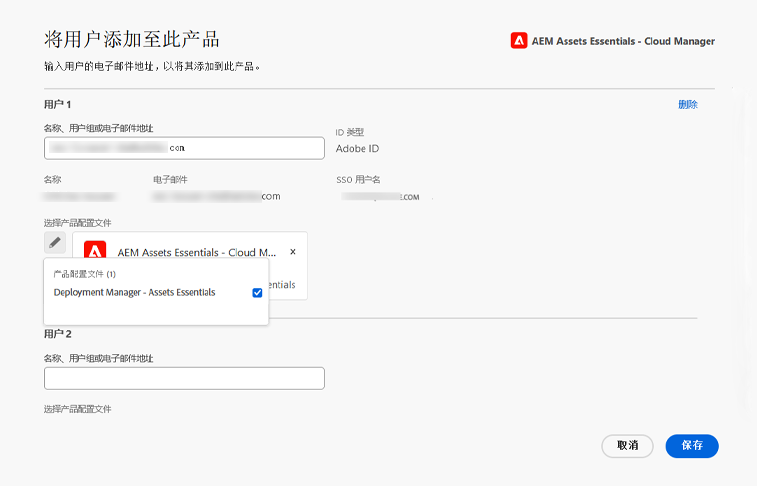 将用户添加至此产品
AEM Assets Essentials - Cloud Manager
输入用户的电子邮件地址，以将其添加到此产品。
用户 1
删除
名称、用户组或电子邮件地址
com
ID 类型
Adobe ID
名称
电子邮件
com
SSO 用户名
.COM
选择产品配置文件
AEM Assets Essentials - Cloud M... ×
产品配置文件 (1)
Deployment Manager - Assets Essentials
entials
用户 2
名称、用户组或电子邮件地址
选择产品配置文件
取消
保存